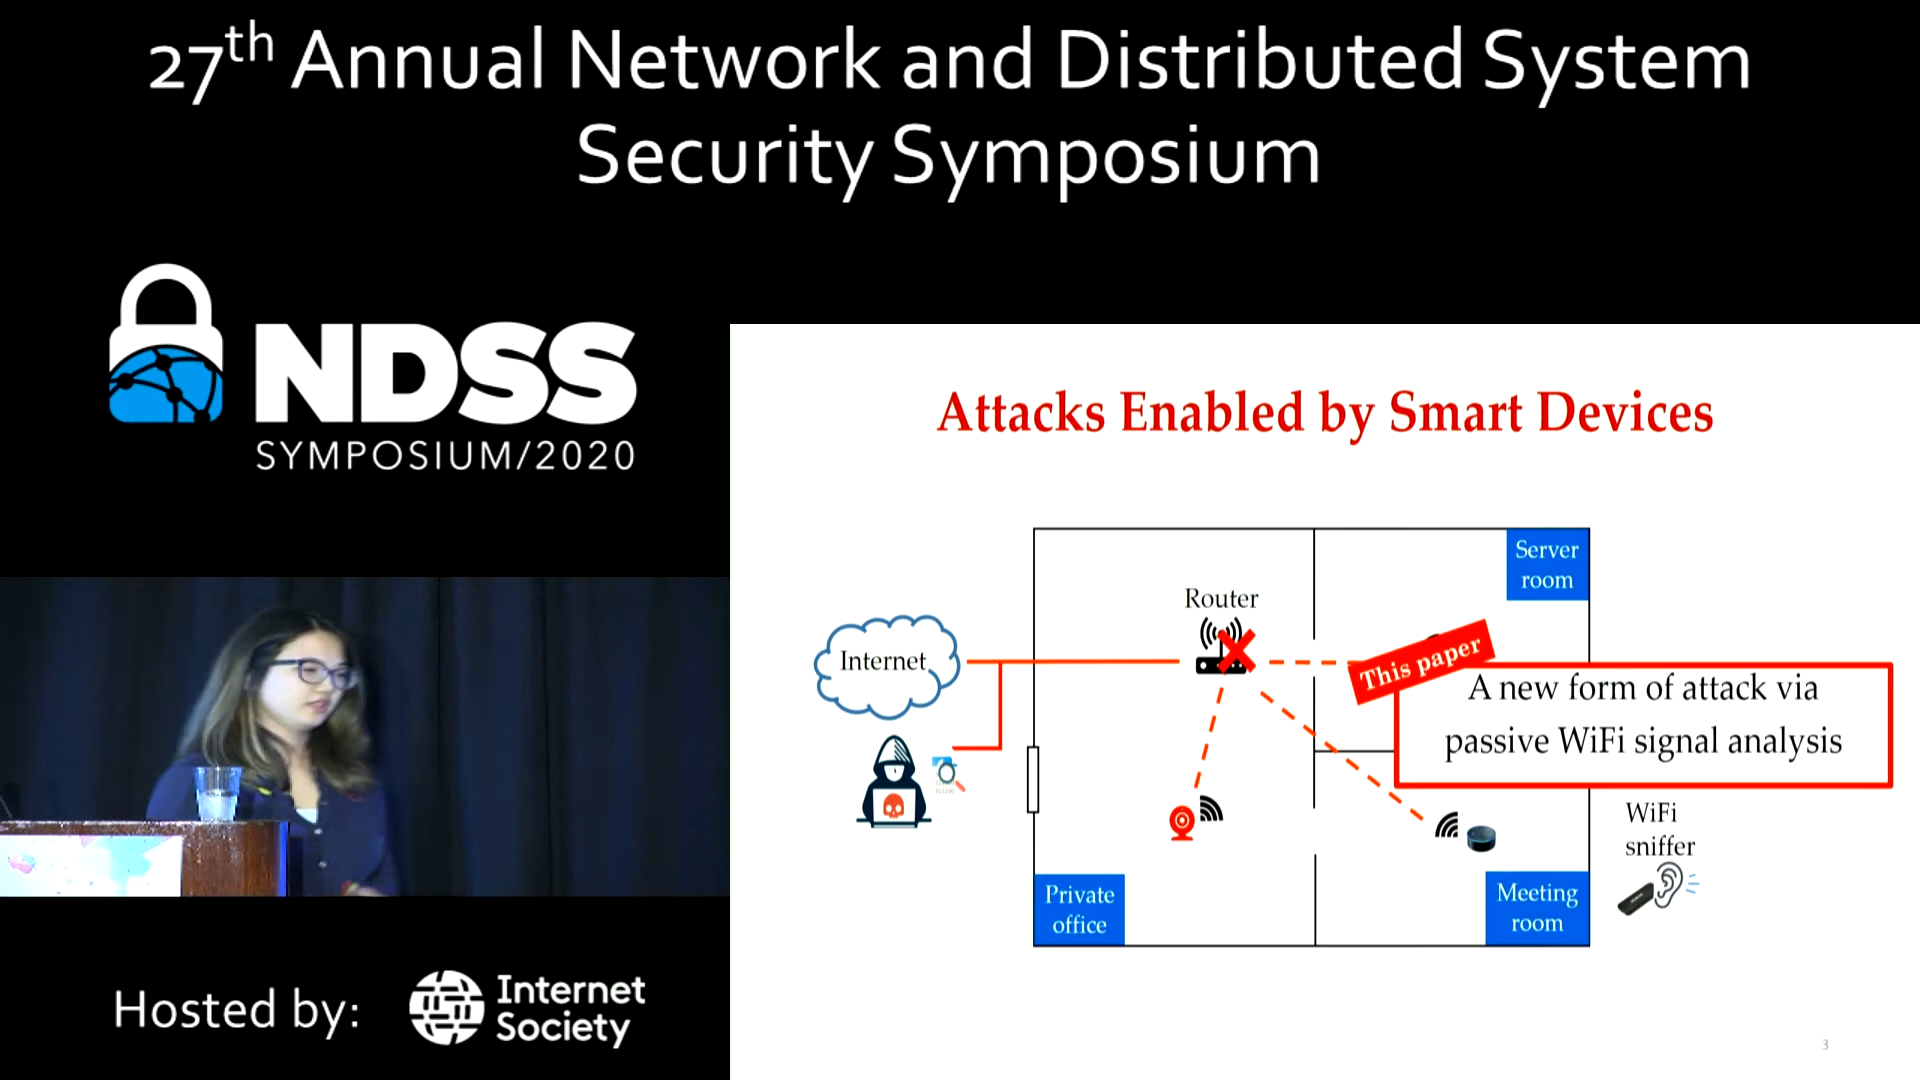 27th Annual Network and Distributed System
Security Symposium
NDSS
SYMPOSIUM/2020
Attacks Enabled by Smart Devices
Server
room
Router
Internet
This paper
A new form of attack via
passive WiFi signal analysis
WiFi
sniffer
Private
office
Meeting
room
Hosted by:
Internet
Society
3